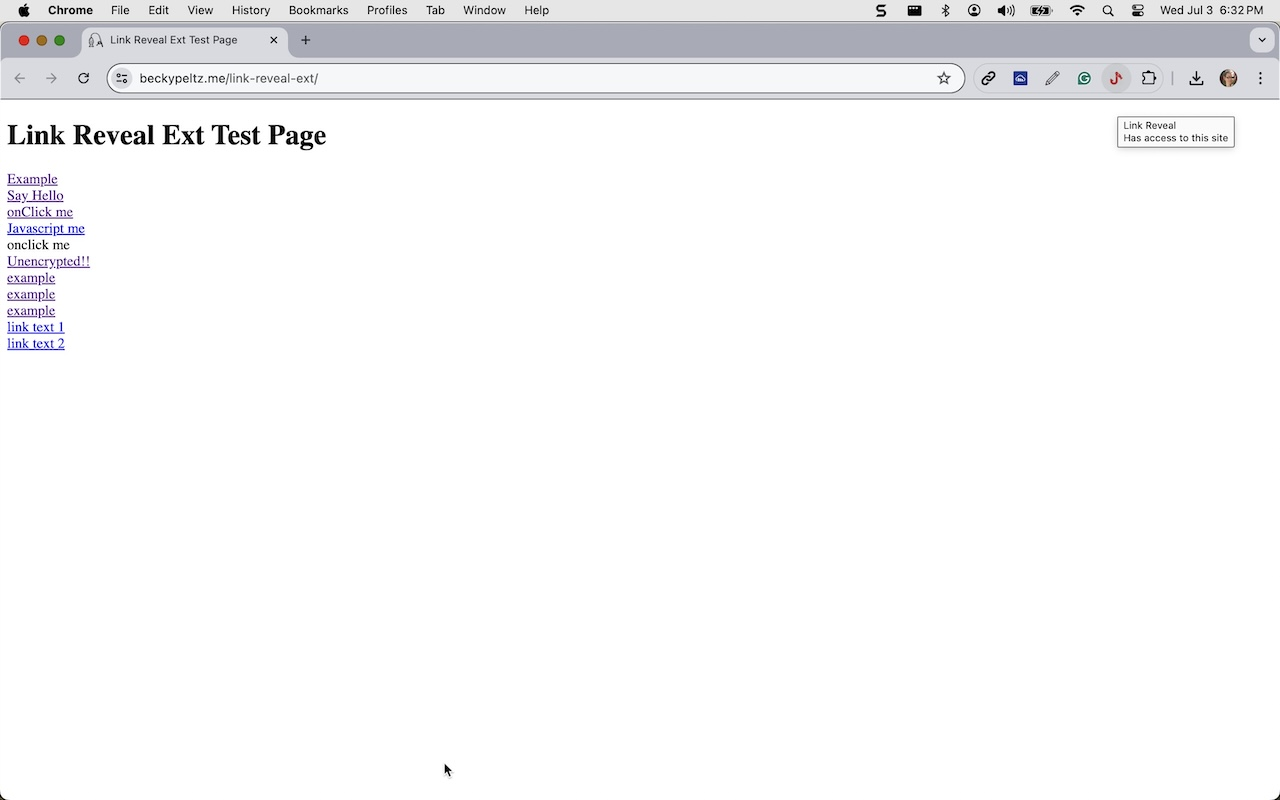 Chrome File Edit View History Bookmarks Profiles Tab Window Help Wed Jul 3 6:32 PM
Link Reveal Ext Test Page
beckypeltz.me/link-reveal-ext/
Link Reveal
Has access to this site
Link Reveal Ext Test Page
Example
Say Hello
onClick me
Javascript me
onclick me
Unencrypted!!
example
example
example
link text 1
link text 2